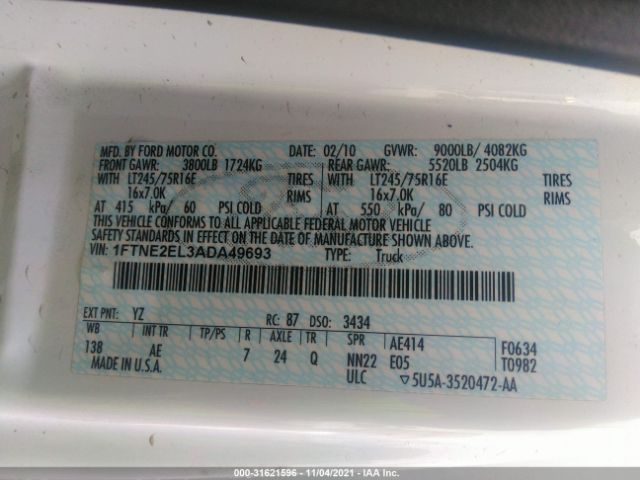 MFD. BY FORD MOTOR CO. DATE: 02/10 GVWR: 9000LB/ 4082KG
FRONT GAWR: 3800LB 1724KG REAR GAWR: 5520LB 2504KG
WITH LT245/75R16E TIRES WITH LT245/75R16E TIRES
16x7.0K RIMS 16x7.0K RIMS
AT 415 kPa/ 60 PSI COLD AT 550 kPa/ 80 PSI COLD
THIS VEHICLE CONFORMS TO ALL APPLICABLE FEDERAL MOTOR VEHICLE
SAFETY STANDARDS IN EFFECT ON THE DATE OF MANUFACTURE SHOWN ABOVE.
VIN: 1FTNE2EL3ADA49693 TYPE: Truck
EXT PNT: YZ RC: 87 DSO: 3434
WB INT TR TP/PS R AXLE TR SPR AE414 F0634
138 AE 7 24 Q NN22 E05 T0982
MADE IN U.S.A. ULC ▽5U5A-3520472-AA
000-31621596 - 11/04/2021 - IAA Inc.